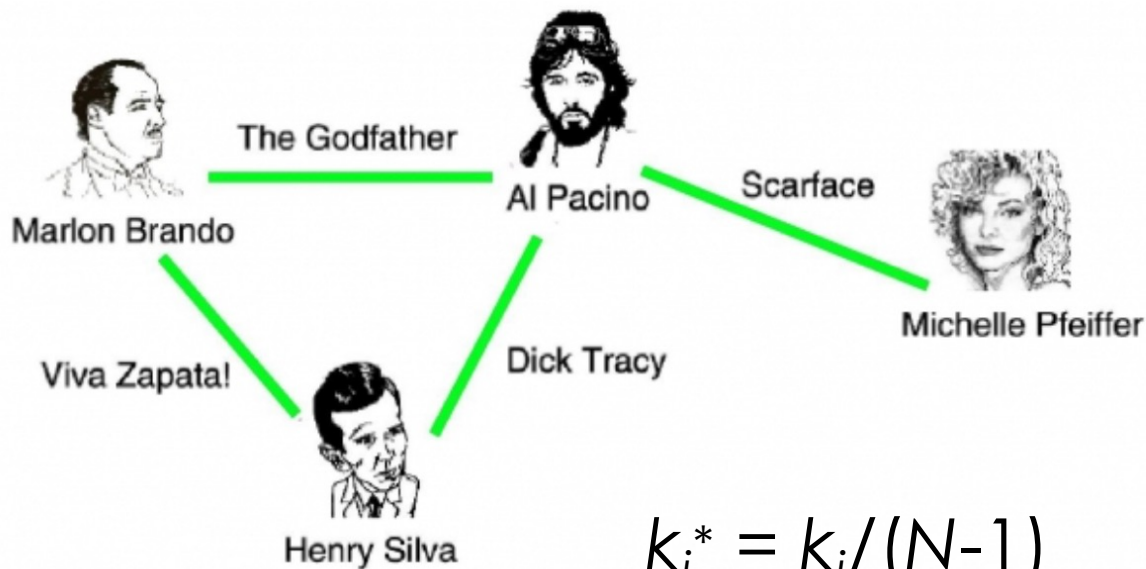 The Godfather
Al Pacino
Scarface
Marlon Brando
Michelle Pfeiffer
Viva Zapata!
Dick Tracy
Henry Silva
kᵢ* = kᵢ/(N-1)